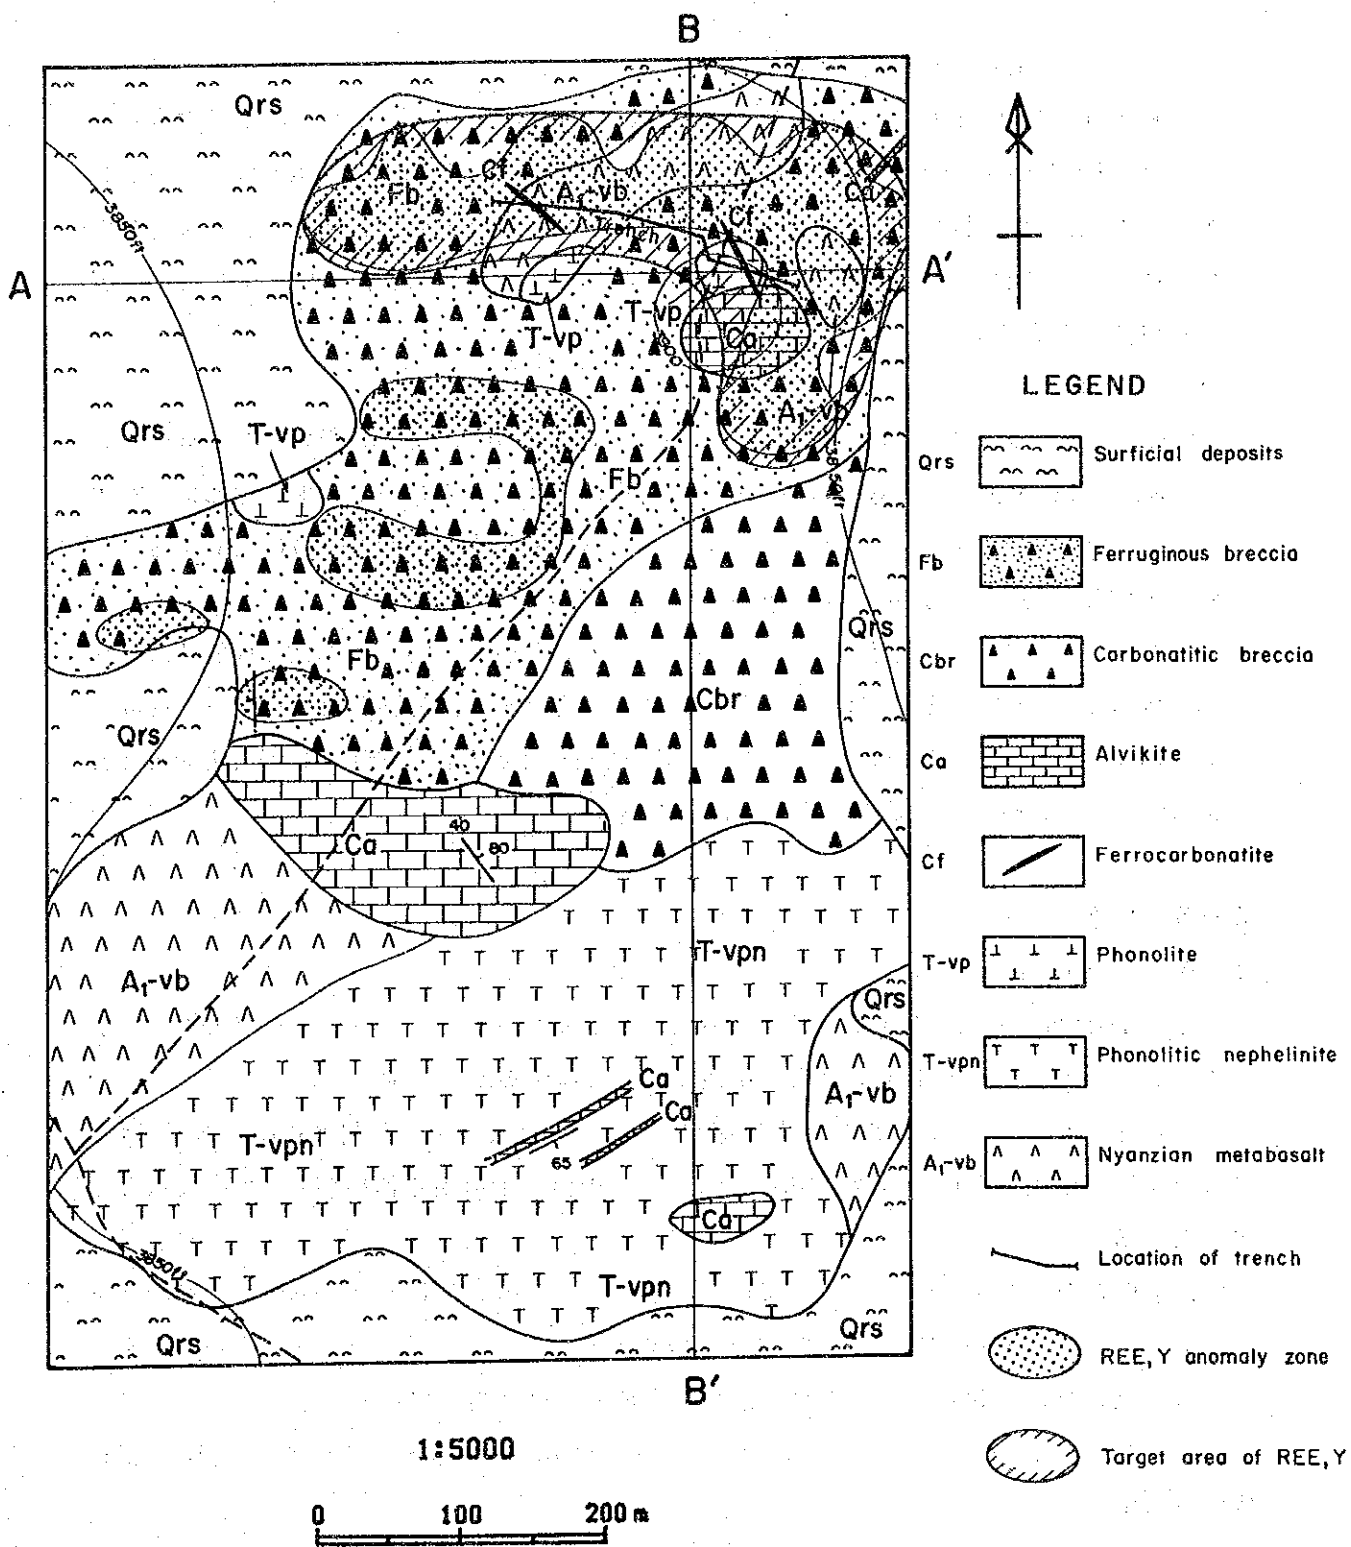 B
Qrs
Cf
Fb
A₁-vb
Ca
Cf
Trench
3850ft
A
A'
T-vp
T-vp
Ca
LEGEND
A₁-vb
Qrs
T-vp
Qrs Surficial deposits
3850ft
Fb
Fb Ferruginous breccia
Qrs
Fb
Cbr Carbonatitic breccia
Cbr
Qrs
Ca Alvikite
40
Ca
80
Cf Ferrocarbonatite
T-vpn
T-vp Phonolite
A₁-vb
Qrs
T-vpn Phonolitic nephelinite
Ca
A₁-vb
Ca
T-vpn
65
A₁-vb Nyanzian metabasalt
Ca
3850ft
Location of trench
T-vpn
Qrs
Qrs
REE, Y anomaly zone
B'
1:5000
Target area of REE, Y
0 100 200 m